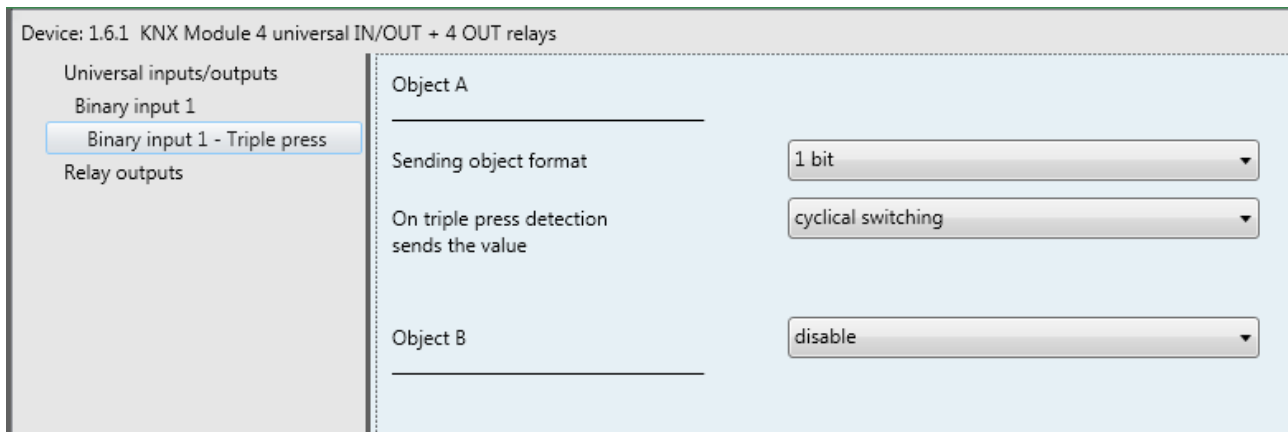 Device: 1.6.1 KNX Module 4 universal IN/OUT + 4 OUT relays
Universal inputs/outputs
Binary input 1
Binary input 1 - Triple press
Relay outputs
Object A
Sending object format
1 bit
On triple press detection
sends the value
cyclical switching
Object B
disable